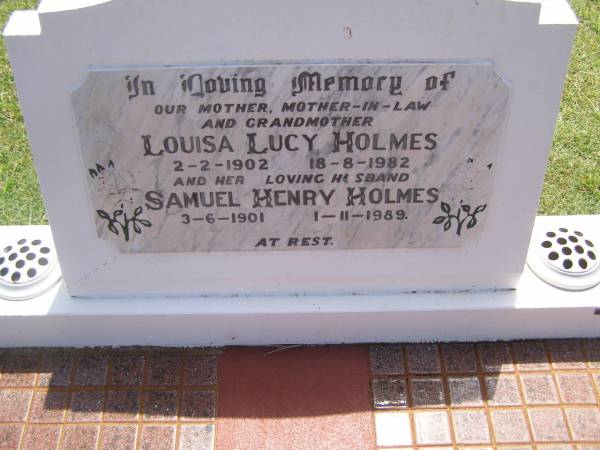 In Loving Memory of
OUR MOTHER, MOTHER-IN-LAW
AND GRANDMOTHER
LOUISA LUCY HOLMES
2-2-1902 18-8-1982
AND HER LOVING HUSBAND
SAMUEL HENRY HOLMES
3-6-1901 1-11-1989.
AT REST.